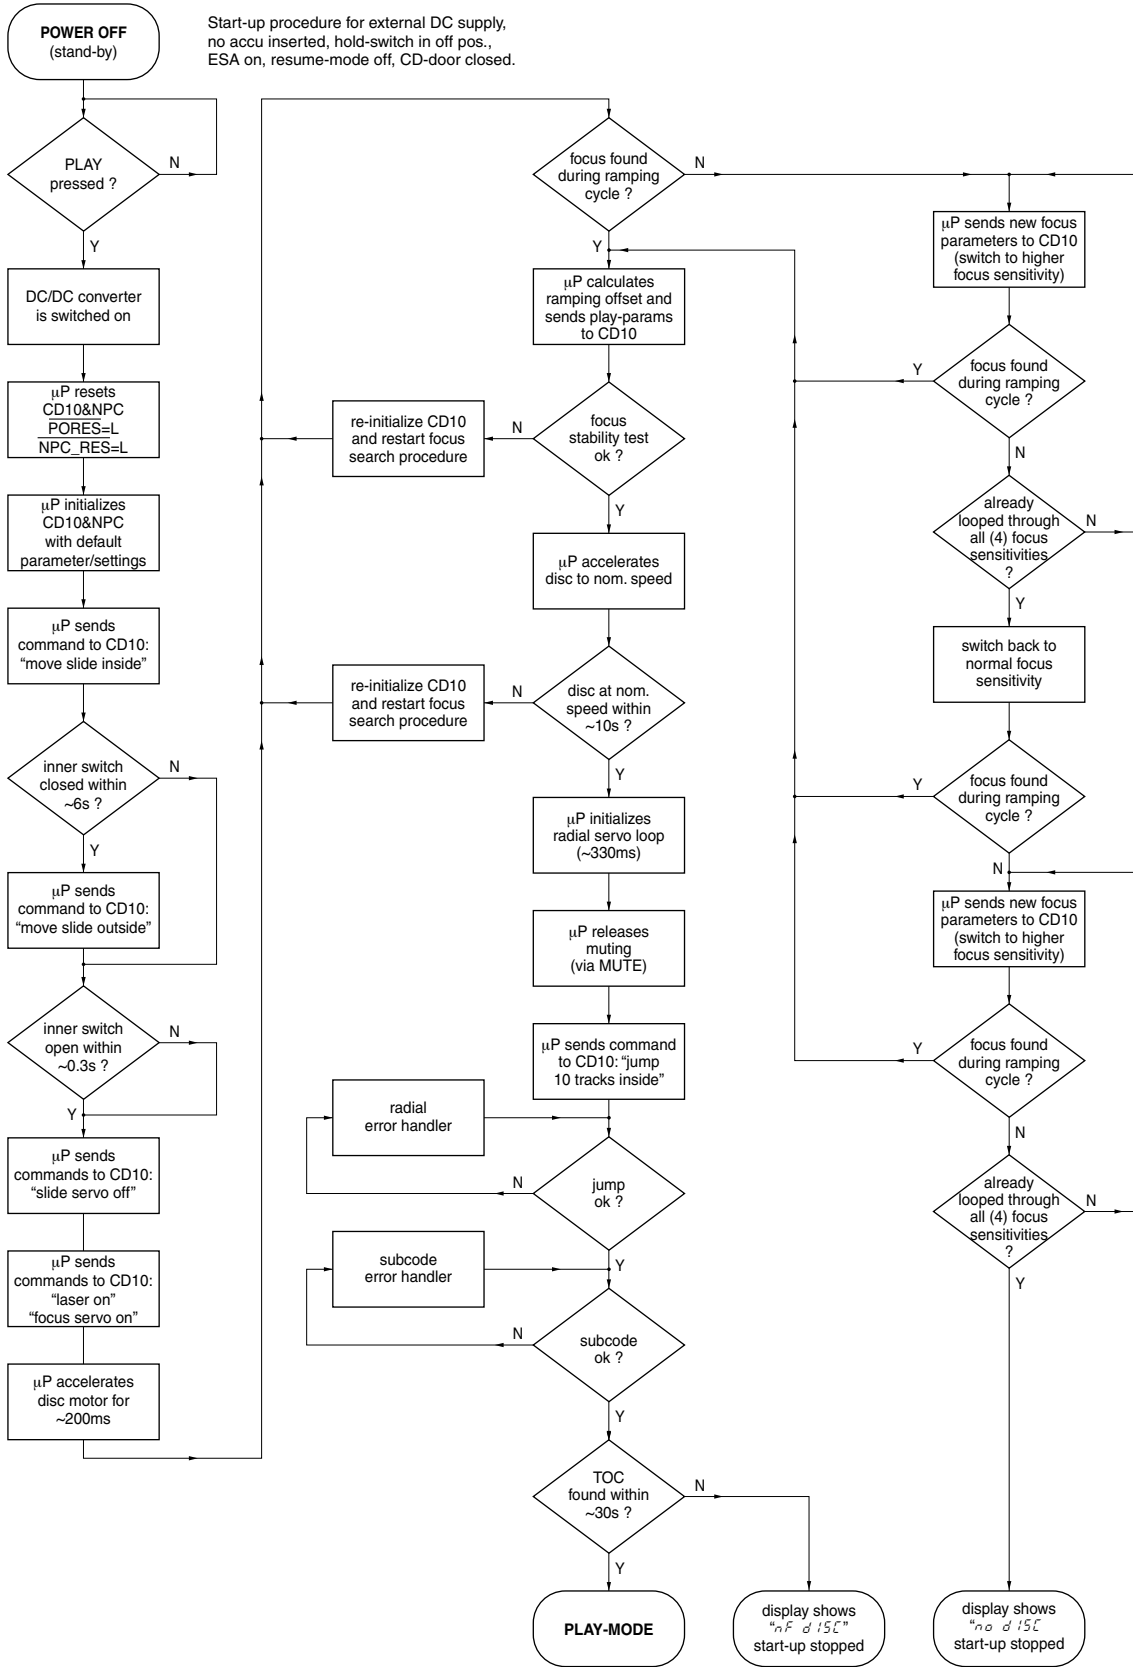 POWER OFF
(stand-by)
Start-up procedure for external DC supply,
no accu inserted, hold-switch in off pos.,
ESA on, resume-mode off, CD-door closed.
PLAY
pressed ?
N
Y
DC/DC converter
is switched on
µP resets
CD10&NPC
PORES=L
NPC_RES=L
µP initializes
CD10&NPC
with default
parameter/settings
µP sends
command to CD10:
“move slide inside”
inner switch
closed within
~6s ?
N
Y
µP sends
command to CD10:
“move slide outside”
inner switch
open within
~0.3s ?
N
Y
µP sends
commands to CD10:
“slide servo off”
µP sends
commands to CD10:
“laser on”
“focus servo on”
µP accelerates
disc motor for
~200ms
focus found
during ramping
cycle ?
N
Y
µP calculates
ramping offset and
sends play-params
to CD10
focus
stability test
ok ?
N
re-initialize CD10
and restart focus
search procedure
Y
µP accelerates
disc to nom. speed
disc at nom.
speed within
~10s ?
N
re-initialize CD10
and restart focus
search procedure
Y
µP initializes
radial servo loop
(~330ms)
µP releases
muting
(via MUTE)
µP sends command
to CD10: “jump
10 tracks inside”
radial
error handler
jump
ok ?
N
Y
subcode
error handler
subcode
ok ?
N
Y
TOC
found within
~30s ?
N
Y
PLAY-MODE
display shows
“nF dISC”
start-up stopped
µP sends new focus
parameters to CD10
(switch to higher
focus sensitivity)
focus found
during ramping
cycle ?
Y
N
already
looped through
all (4) focus
sensitivities
?
N
Y
switch back to
normal focus
sensitivity
focus found
during ramping
cycle ?
Y
N
µP sends new focus
parameters to CD10
(switch to higher
focus sensitivity)
focus found
during ramping
cycle ?
Y
N
already
looped through
all (4) focus
sensitivities
?
N
Y
display shows
“no dISC
start-up stopped